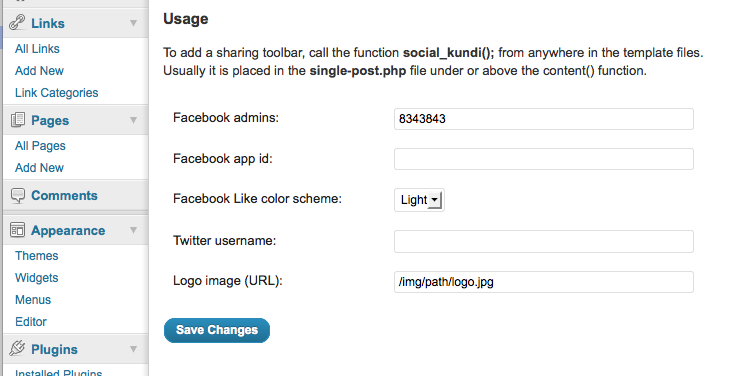 Links
All Links
Add New
Link Categories
Pages
All Pages
Add New
Comments
Appearance
Themes
Widgets
Menus
Editor
Plugins
Installed Plugins
Usage
To add a sharing toolbar, call the function social_kundi(); from anywhere in the template files.
Usually it is placed in the single-post.php file under or above the content() function.
Facebook admins: 8343843
Facebook app id:
Facebook Like color scheme: Light
Twitter username:
Logo image (URL): /img/path/logo.jpg
Save Changes